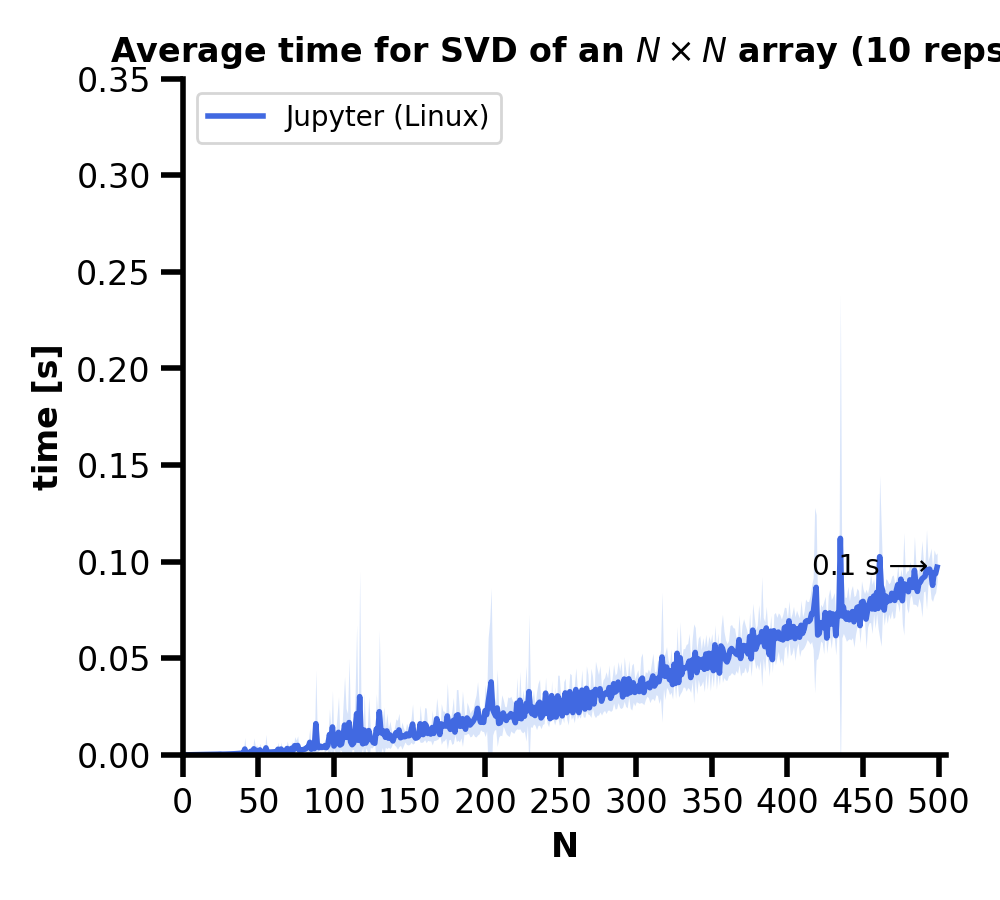 Average time for SVD of an N × N array (10 reps
0.35
Jupyter (Linux)
0.30
0.25
0.20
0.15
0.10
0.05
0.00
time [s]
0.1 s
0 50 100 150 200 250 300 350 400 450 500
N